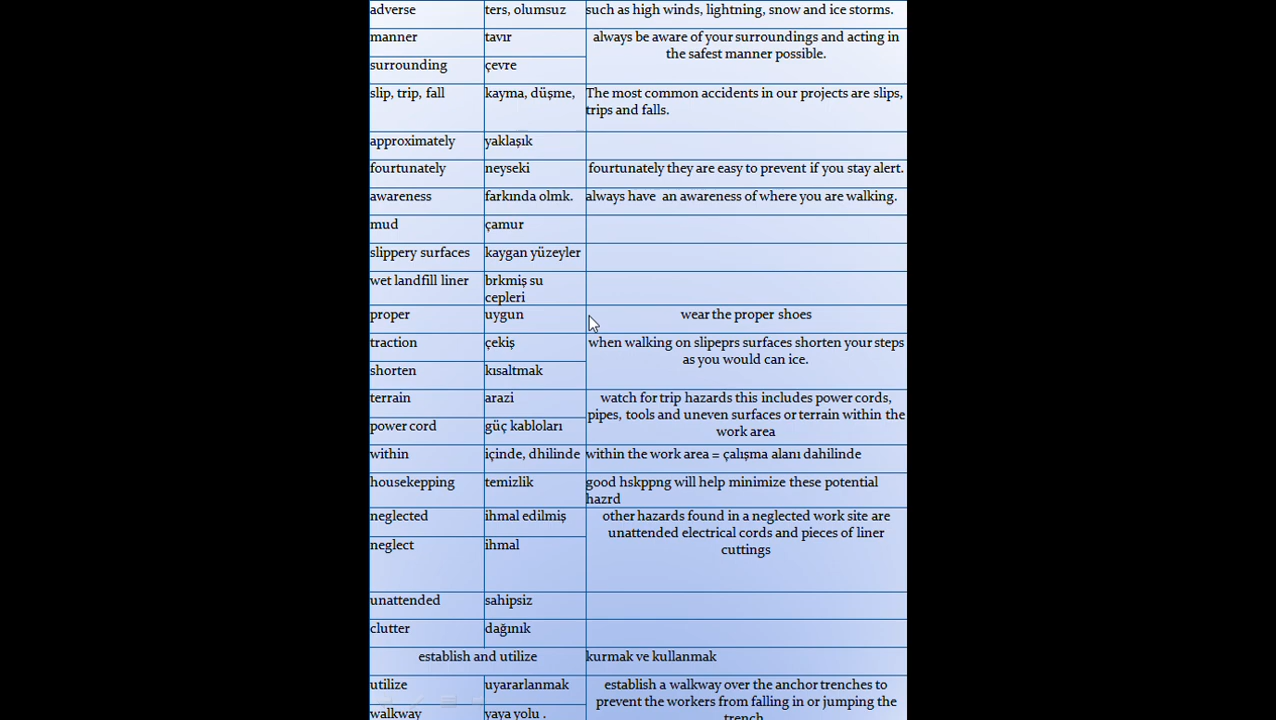 adverse ters, olumsuz such as high winds, lightning, snow and ice storms.
manner tavır always be aware of your surroundings and acting in
the safest manner possible.
surrounding çevre
slip, trip, fall kayma, düşme, The most common accidents in our projects are slips,
trips and falls.
approximately yaklaşık
fourtunately neyseki fourtunately they are easy to prevent if you stay alert.
awareness farkında olmk. always have an awareness of where you are walking.
mud çamur
slippery surfaces kaygan yüzeyler
wet landfill liner brkmiş su
cepleri
proper uygun wear the proper shoes
traction çekiş when walking on slipeprs surfaces shorten your steps
as you would can ice.
shorten kısaltmak
terrain arazi watch for trip hazards this includes power cords,
pipes, tools and uneven surfaces or terrain within the
power cord güç kabloları work area
within içinde, dhilinde within the work area = çalışma alanı dahilinde
housekepping temizlik good hskppng will help minimize these potential
hazrd
neglected ihmal edilmiş other hazards found in a neglected work site are
unattended electrical cords and pieces of liner
neglect ihmal cuttings
unattended sahipsiz
clutter dağınık
establish and utilize kurmak ve kullanmak
utilize uyararlanmak establish a walkway over the anchor trenches to
prevent the workers from falling in or jumping the
walkway yaya yolu . trench